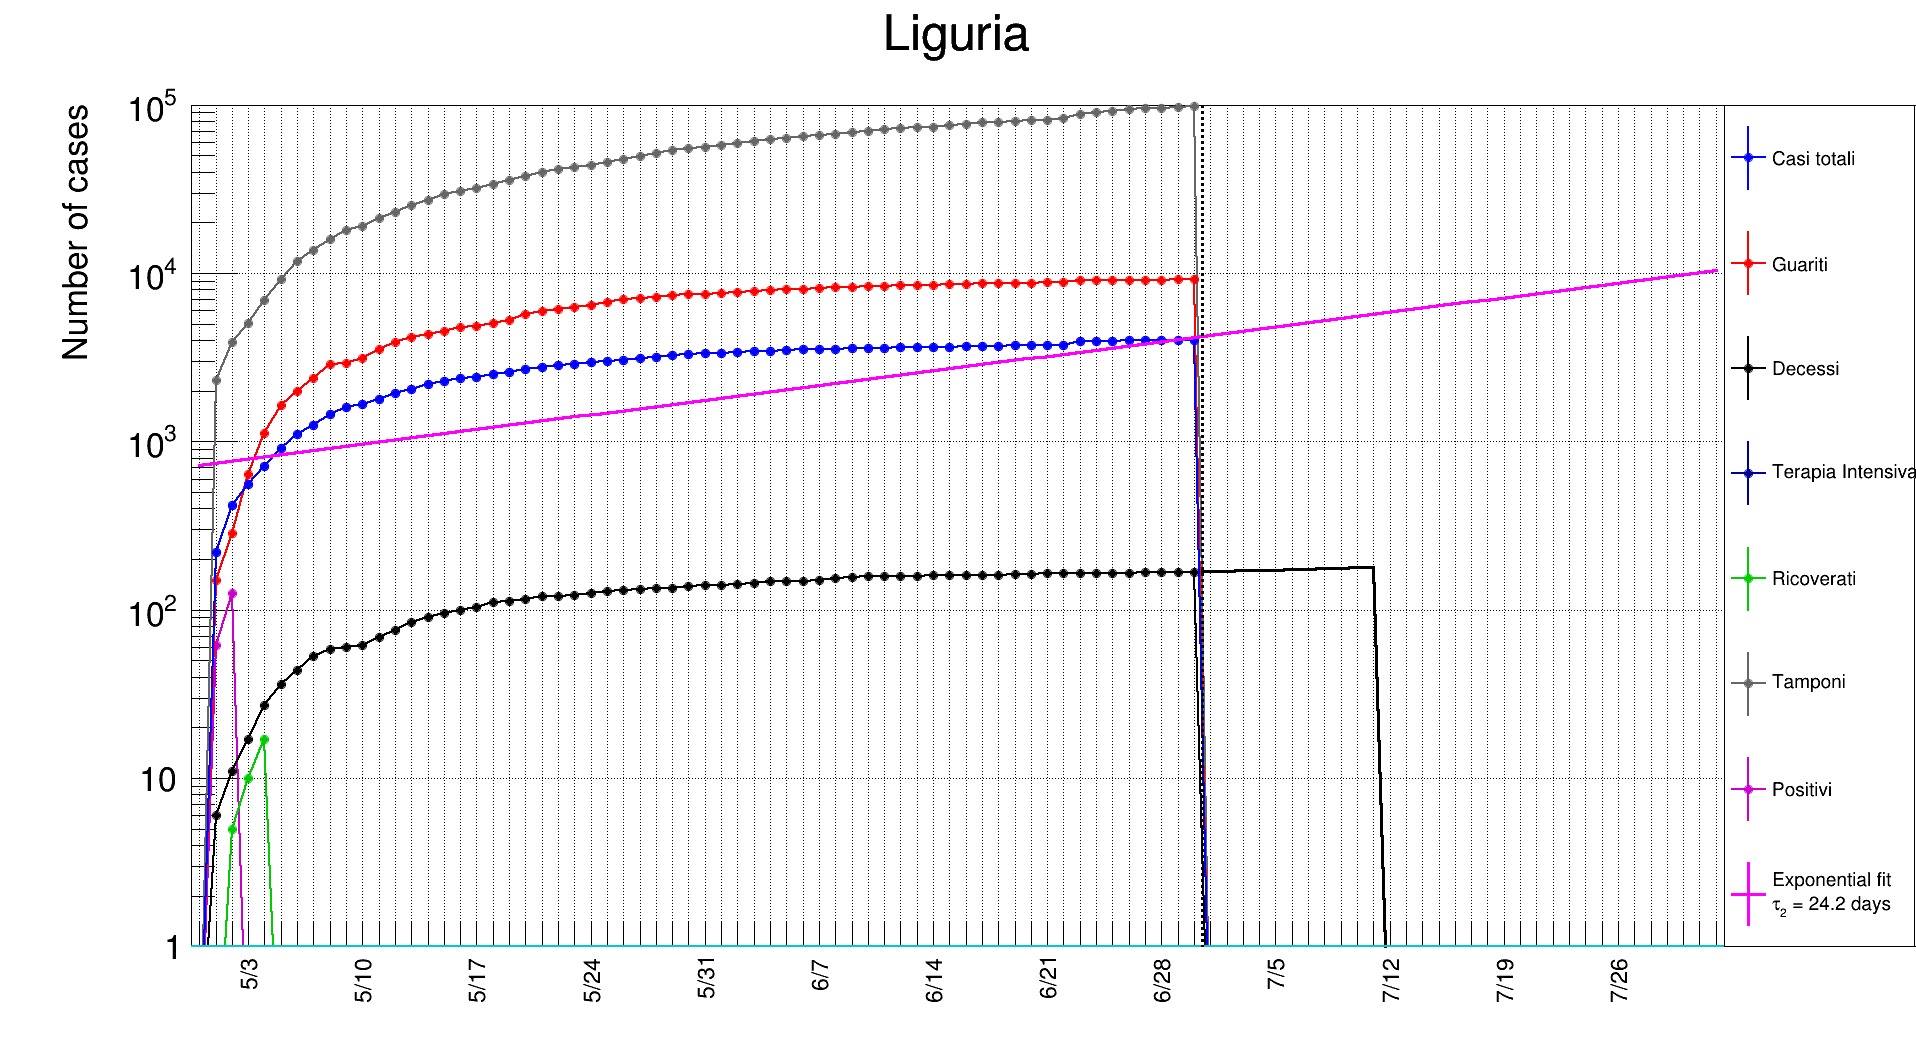 Liguria
Number of cases
10^5
10^4
10^3
10^2
10
1
5/3
5/10
5/17
5/24
5/31
6/7
6/14
6/21
6/28
7/5
7/12
7/19
7/26
Casi totali
Guariti
Decessi
Terapia Intensiva
Ricoverati
Tamponi
Positivi
Exponential fit
τ₂ = 24.2 days